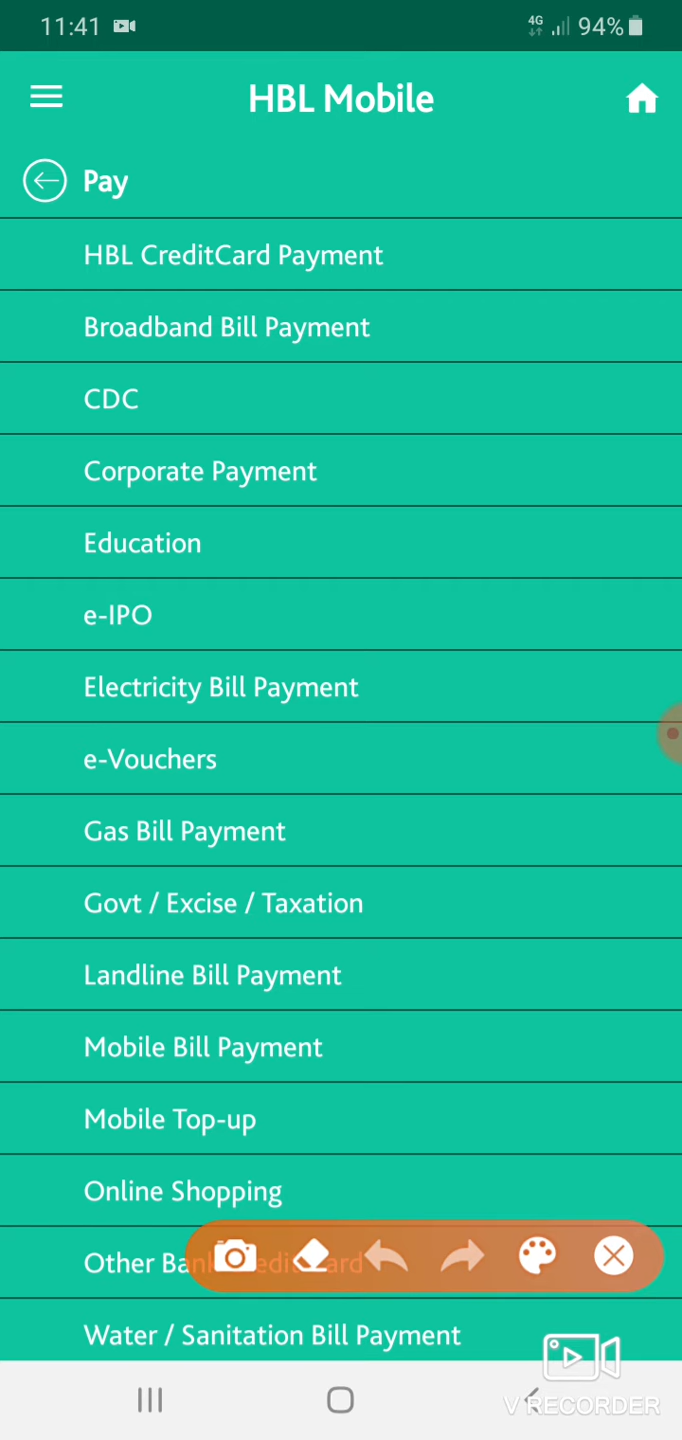 11:41
4G 94%
HBL Mobile
Pay
HBL CreditCard Payment
Broadband Bill Payment
CDC
Corporate Payment
Education
e-IPO
Electricity Bill Payment
e-Vouchers
Gas Bill Payment
Govt / Excise / Taxation
Landline Bill Payment
Mobile Bill Payment
Mobile Top-up
Online Shopping
Other Bank Credit Card
Water / Sanitation Bill Payment
V RECORDER